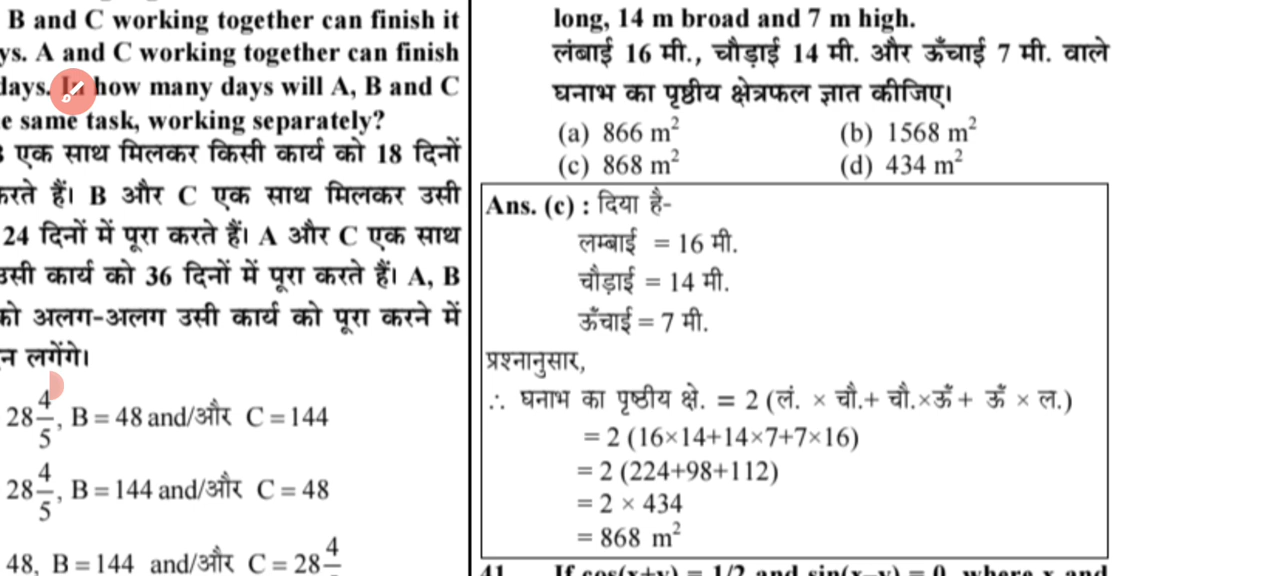 B and C working together can finish it
ys. A and C working together can finish
days. In how many days will A, B and C
e same task, working separately?
एक साथ मिलकर किसी कार्य को 18 दिनों
करते हैं। B और C एक साथ मिलकर उसी
24 दिनों में पूरा करते हैं। A और C एक साथ
उसी कार्य को 36 दिनों में पूरा करते हैं। A, B
को अलग-अलग उसी कार्य को पूरा करने में
न लगेंगे।
28 4/5, B = 48 and/और C = 144
28 4/5, B = 144 and/और C = 48
48, B = 144 and/और C = 28 4
long, 14 m broad and 7 m high.
लंबाई 16 मी., चौड़ाई 14 मी. और ऊँचाई 7 मी. वाले
घनाभ का पृष्ठीय क्षेत्रफल ज्ञात कीजिए।
(a) 866 m² (b) 1568 m²
(c) 868 m² (d) 434 m²
Ans. (c) : दिया है-
लम्बाई = 16 मी.
चौड़ाई = 14 मी.
ऊँचाई = 7 मी.
प्रश्नानुसार,
∴ घनाभ का पृष्ठीय क्षे. = 2 (लं. × चौ.+ चौ.×ऊँ + ऊँ × ल.)
= 2 (16×14+14×7+7×16)
= 2 (224+98+112)
= 2 × 434
= 868 m²
41. If cos(x+y) = 1/2 and sin(x–y) = 0, where x and